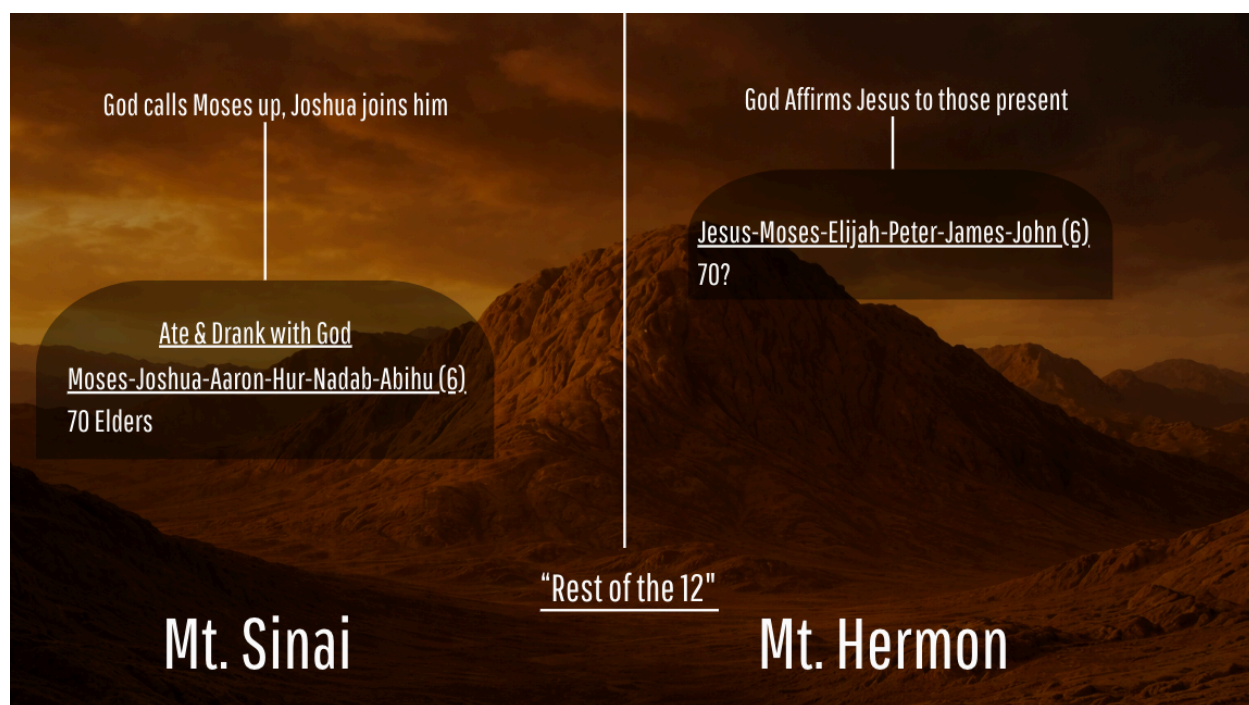 God calls Moses up, Joshua joins him
Ate & Drank with God
Moses-Joshua-Aaron-Hur-Nadab-Abihu (6)
70 Elders
God Affirms Jesus to those present
Jesus-Moses-Elijah-Peter-James-John (6)
70?
“Rest of the 12"
Mt. Sinai
Mt. Hermon